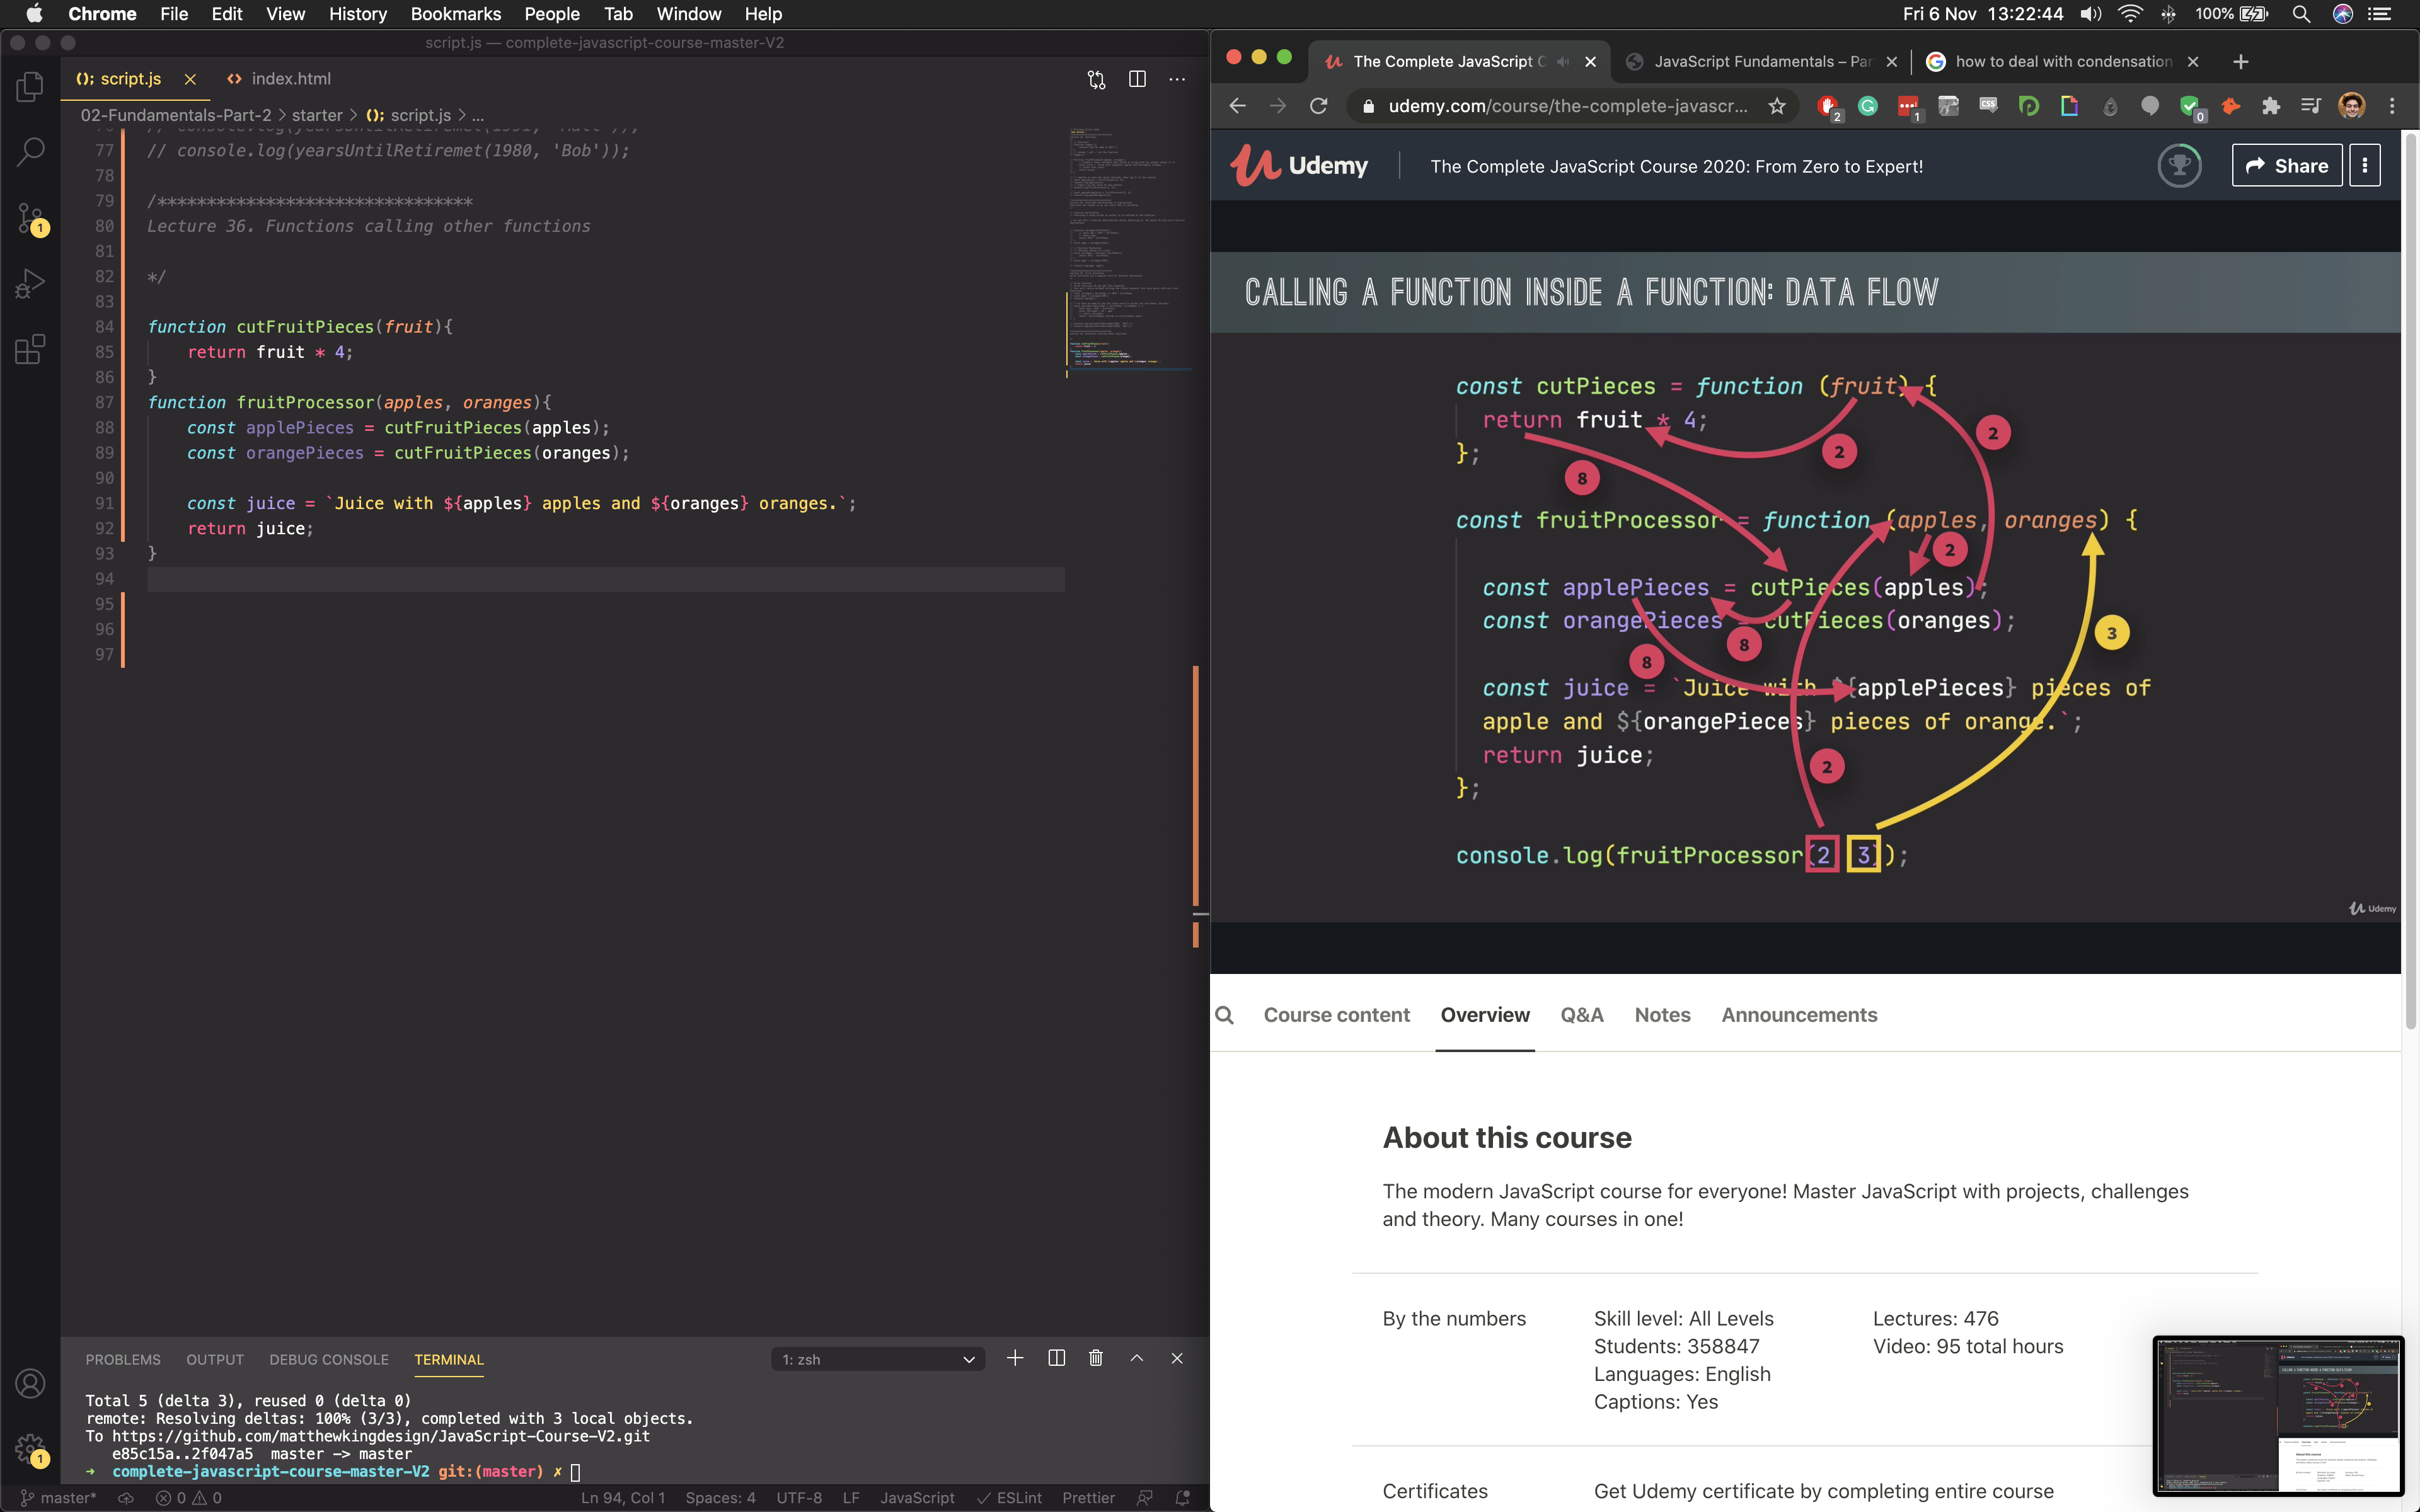 Chrome File Edit View History Bookmarks People Tab Window Help
Fri 6 Nov 13:22:44
100%
script.js — complete-javascript-course-master-V2
script.js
index.html
02-Fundamentals-Part-2 > starter > script.js > ...
77 // console.log(yearsUntilRetiremet(1980, 'Bob'));
78
79 /*******************************
80 Lecture 36. Functions calling other functions
81
82 */
83
84 function cutFruitPieces(fruit){
85 return fruit * 4;
86 }
87 function fruitProcessor(apples, oranges){
88 const applePieces = cutFruitPieces(apples);
89 const orangePieces = cutFruitPieces(oranges);
90
91 const juice = `Juice with ${apples} apples and ${oranges} oranges.`;
92 return juice;
93 }
94
95
96
97
1
1
PROBLEMS OUTPUT DEBUG CONSOLE TERMINAL
1: zsh
Total 5 (delta 3), reused 0 (delta 0)
remote: Resolving deltas: 100% (3/3), completed with 3 local objects.
To https://github.com/matthewkingdesign/JavaScript-Course-V2.git
e85c15a..2f047a5 master -> master
➜ complete-javascript-course-master-V2 git:(master) ✗
master* 0 0
Ln 94, Col 1 Spaces: 4 UTF-8 LF JavaScript ESLint Prettier
The Complete JavaScript C
JavaScript Fundamentals – Par
how to deal with condensation
udemy.com/course/the-complete-javascr...
2
1
0
Udemy
The Complete JavaScript Course 2020: From Zero to Expert!
Share
CALLING A FUNCTION INSIDE A FUNCTION: DATA FLOW
const cutPieces = function (fruit) {
return fruit * 4;
};
2
2
8
const fruitProcessor = function (apples, oranges) {
2
const applePieces = cutPieces(apples);
const orangePieces = cutPieces(oranges);
3
8
8
const juice = `Juice with ${applePieces} pieces of
apple and ${orangePieces} pieces of orange.`;
return juice;
2
};
console.log(fruitProcessor(2 3));
Udemy
Course content Overview Q&A Notes Announcements
About this course
The modern JavaScript course for everyone! Master JavaScript with projects, challenges
and theory. Many courses in one!
By the numbers
Skill level: All Levels
Students: 358847
Languages: English
Captions: Yes
Lectures: 476
Video: 95 total hours
Certificates
Get Udemy certificate by completing entire course